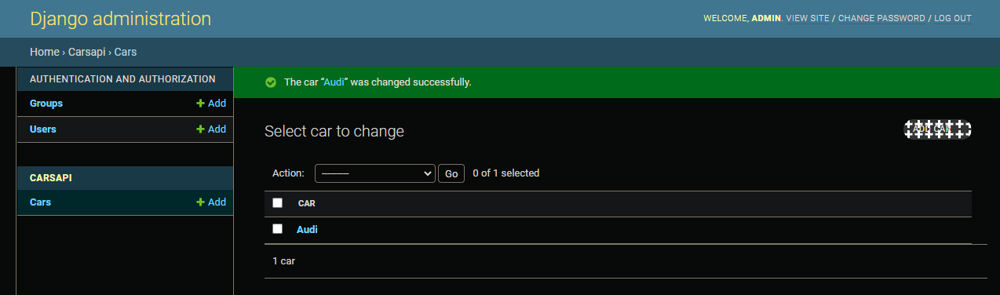 Django administration
WELCOME, ADMIN. VIEW SITE / CHANGE PASSWORD / LOG OUT
Home › Carsapi › Cars
AUTHENTICATION AND AUTHORIZATION
Groups + Add
Users + Add
CARSAPI
Cars + Add
The car “Audi” was changed successfully.
Select car to change
ADD CAR
Action: --------- Go 0 of 1 selected
CAR
Audi
1 car